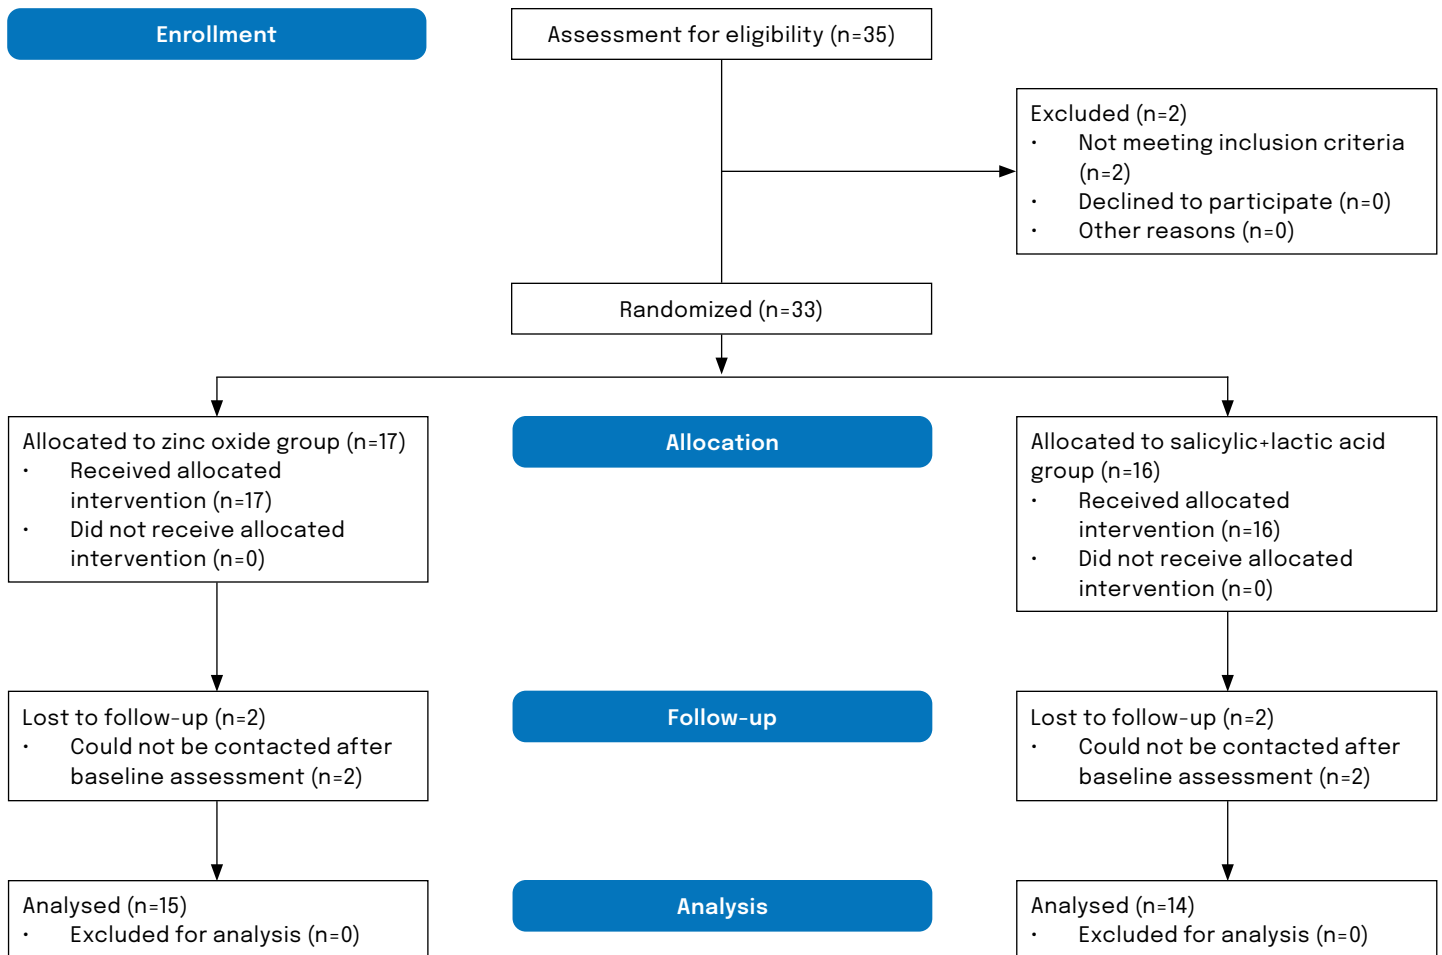 Enrollment
Assessment for eligibility (n=35)
Excluded (n=2)
· Not meeting inclusion criteria
(n=2)
· Declined to participate (n=0)
· Other reasons (n=0)
Randomized (n=33)
Allocated to zinc oxide group (n=17)
· Received allocated
intervention (n=17)
· Did not receive allocated
intervention (n=0)
Allocation
Allocated to salicylic+lactic acid
group (n=16)
· Received allocated
intervention (n=16)
· Did not receive allocated
intervention (n=0)
Lost to follow-up (n=2)
· Could not be contacted after
baseline assessment (n=2)
Follow-up
Lost to follow-up (n=2)
· Could not be contacted after
baseline assessment (n=2)
Analysed (n=15)
· Excluded for analysis (n=0)
Analysis
Analysed (n=14)
· Excluded for analysis (n=0)